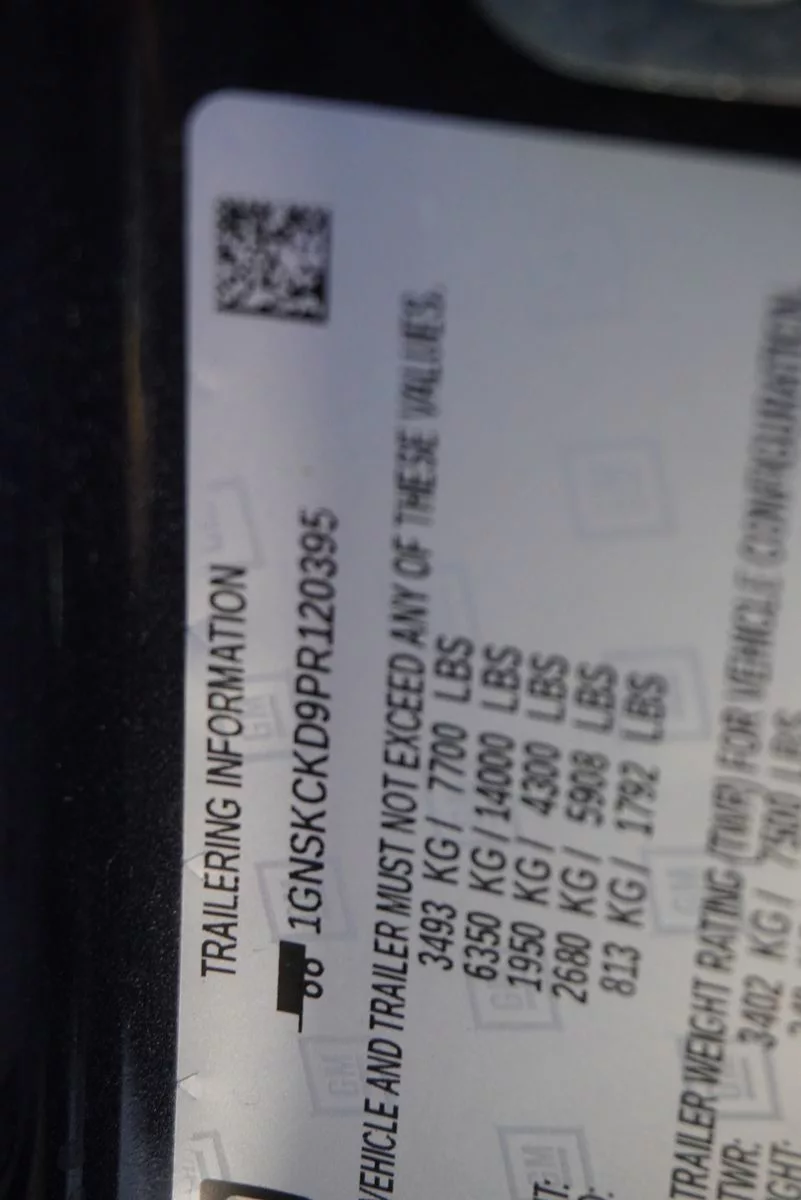 TRAILERING INFORMATION
1GNSKCKD9PR120395
VEHICLE AND TRAILER MUST NOT EXCEED ANY OF THESE VALUES.
3493 KG / 7700 LBS
6350 KG / 14000 LBS
1950 KG / 4300 LBS
2680 KG / 5908 LBS
813 KG / 1792 LBS
TRAILER WEIGHT RATING (TWR) FOR VEHICLE CONFIGURATION
TWR: 3402 KG / 7500 LBS
GHT:
GM